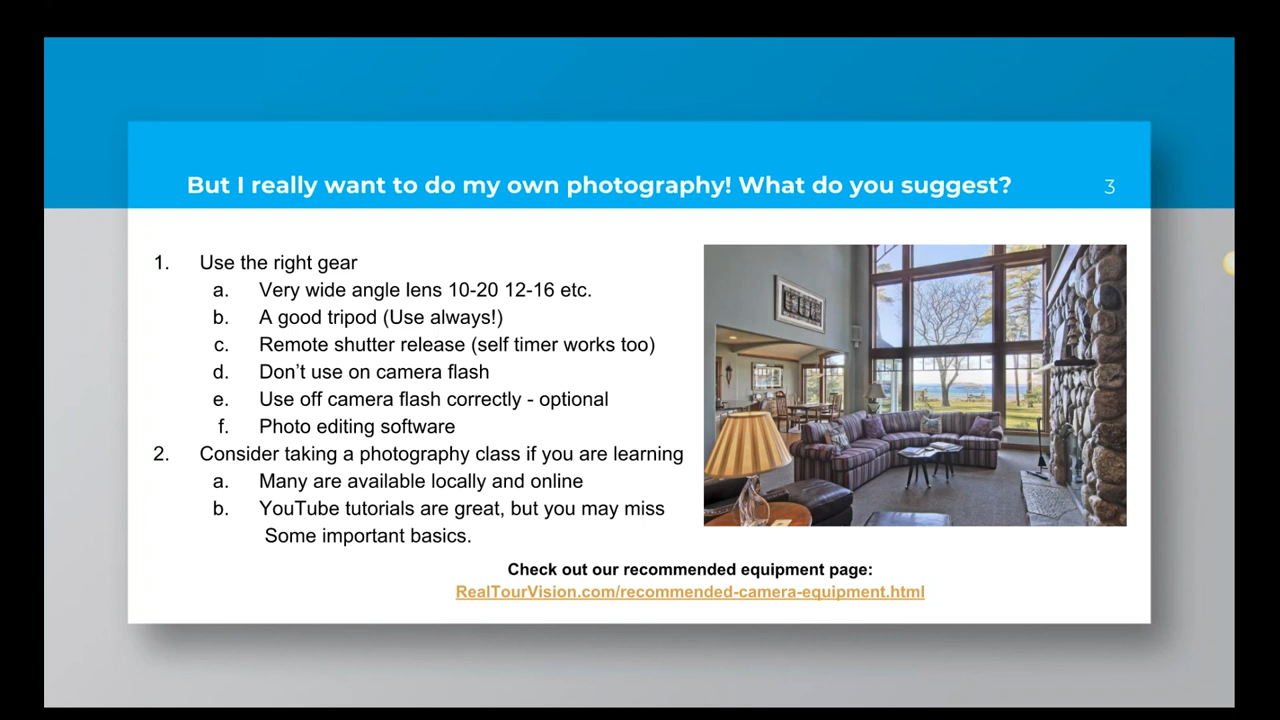 But I really want to do my own photography! What do you suggest?
3
1. Use the right gear
a. Very wide angle lens 10-20 12-16 etc.
b. A good tripod (Use always!)
c. Remote shutter release (self timer works too)
d. Don't use on camera flash
e. Use off camera flash correctly - optional
f. Photo editing software
2. Consider taking a photography class if you are learning
a. Many are available locally and online
b. YouTube tutorials are great, but you may miss
Some important basics.
Check out our recommended equipment page:
RealTourVision.com/recommended-camera-equipment.html